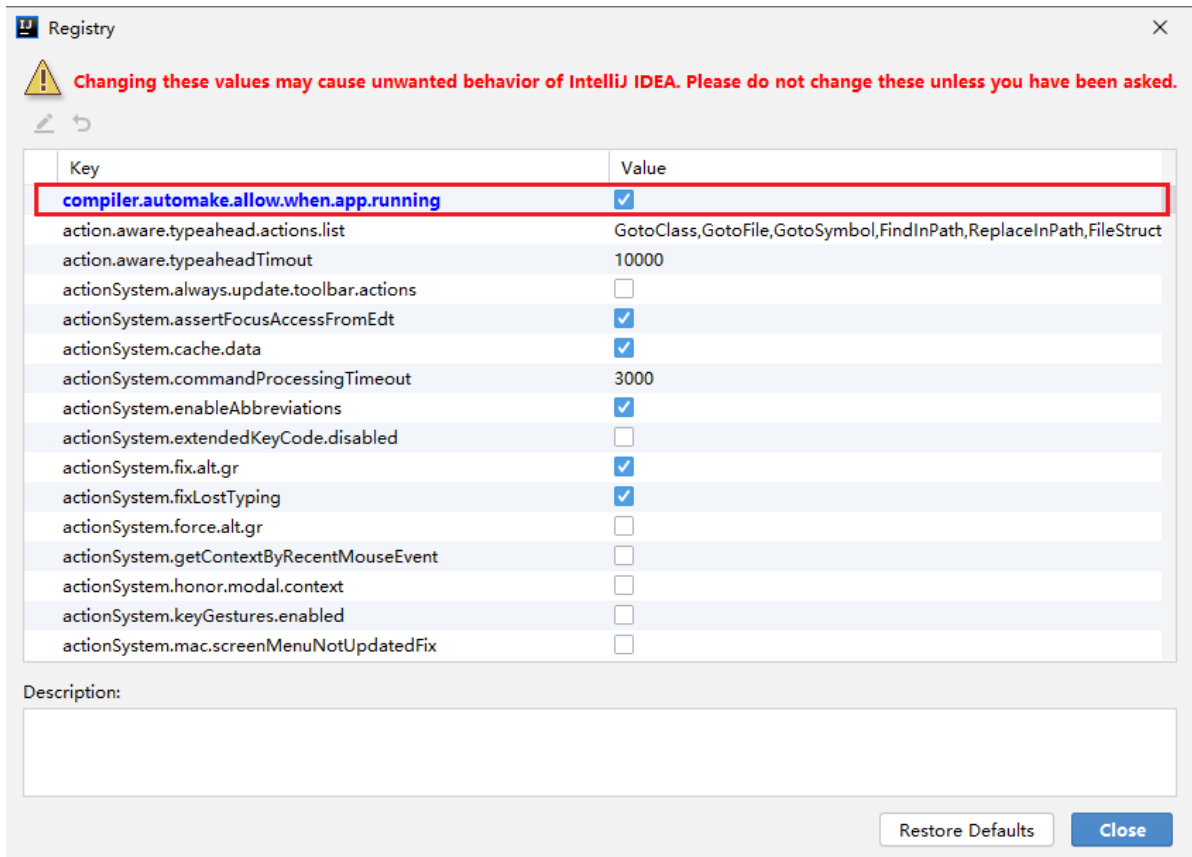 Registry
Changing these values may cause unwanted behavior of IntelliJ IDEA. Please do not change these unless you have been asked.
Key Value
compiler.automake.allow.when.app.running
action.aware.typeahead.actions.list GotoClass,GotoFile,GotoSymbol,FindInPath,ReplaceInPath,FileStruct
action.aware.typeaheadTimout 10000
actionSystem.always.update.toolbar.actions
actionSystem.assertFocusAccessFromEdt
actionSystem.cache.data
actionSystem.commandProcessingTimeout 3000
actionSystem.enableAbbreviations
actionSystem.extendedKeyCode.disabled
actionSystem.fix.alt.gr
actionSystem.fixLostTyping
actionSystem.force.alt.gr
actionSystem.getContextByRecentMouseEvent
actionSystem.honor.modal.context
actionSystem.keyGestures.enabled
actionSystem.mac.screenMenuNotUpdatedFix
Description:
Restore Defaults Close